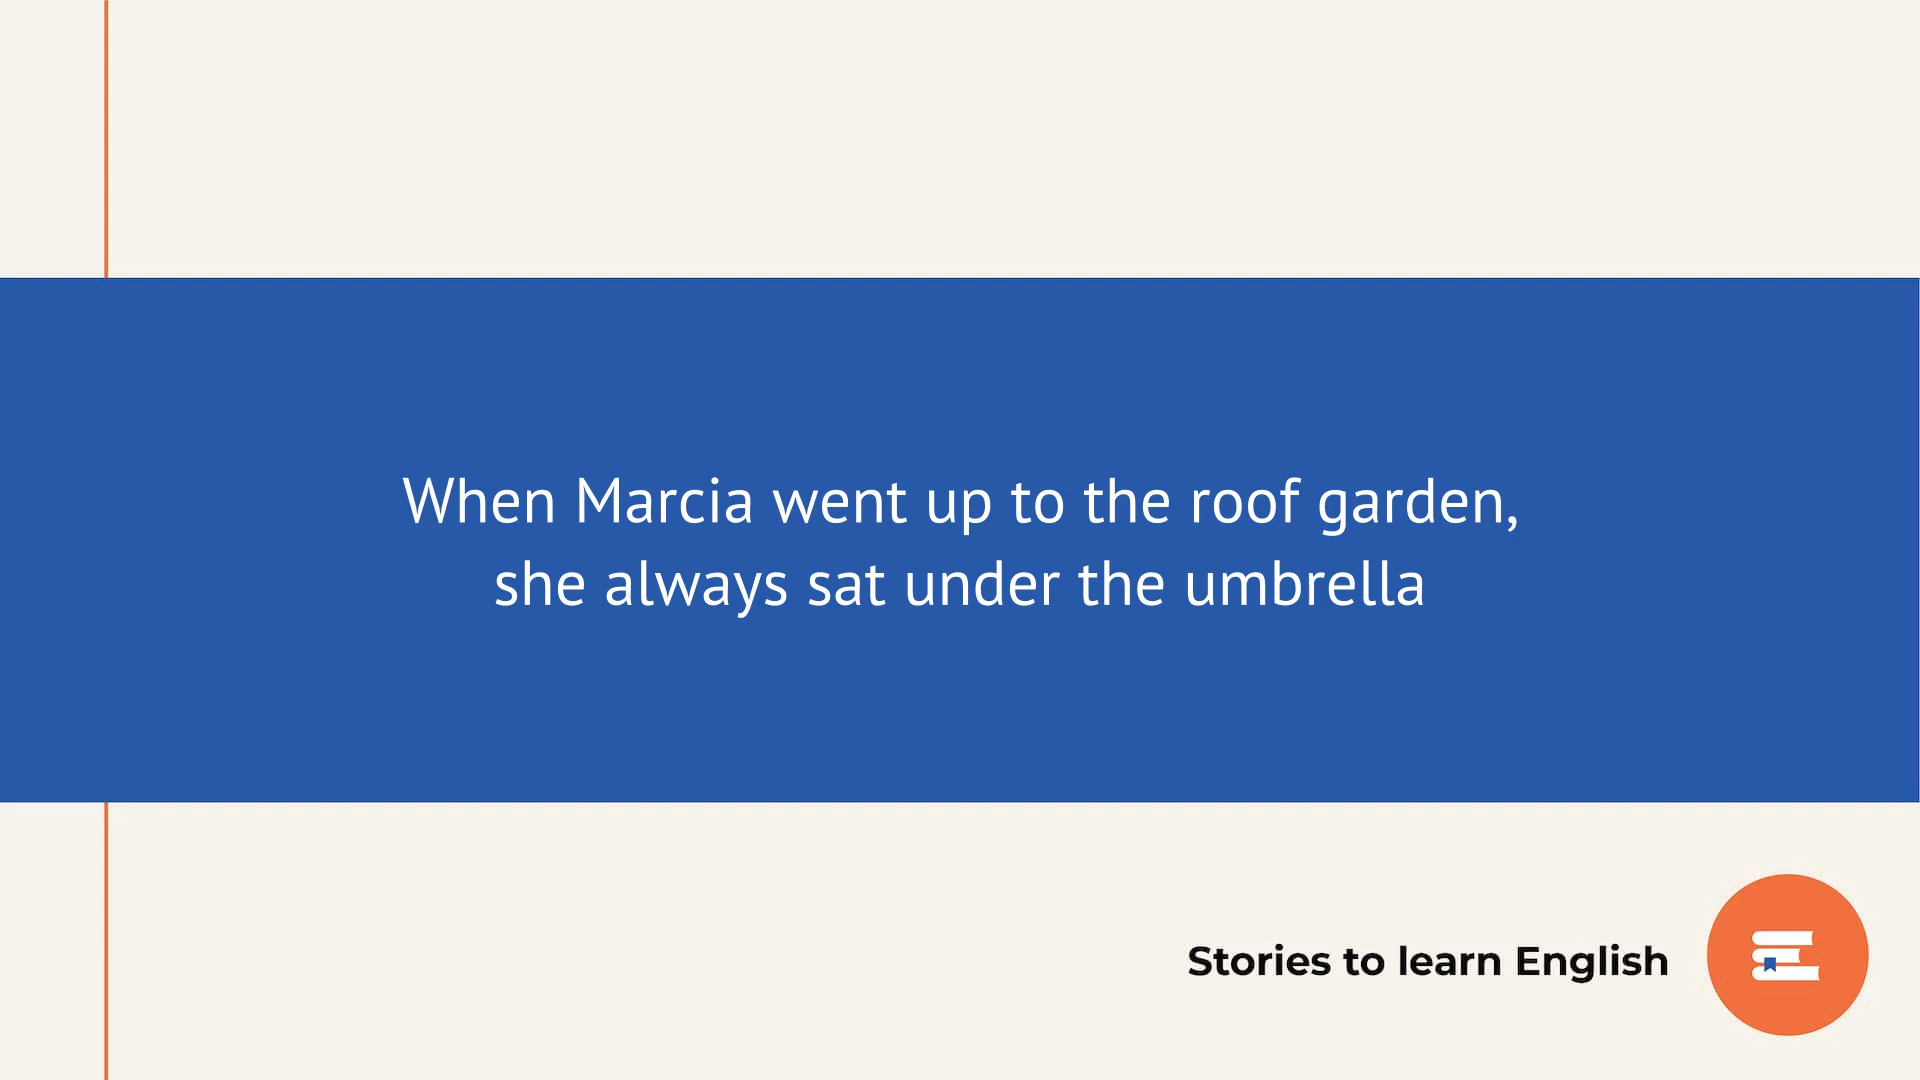 When Marcia went up to the roof garden,
she always sat under the umbrella
Stories to learn English